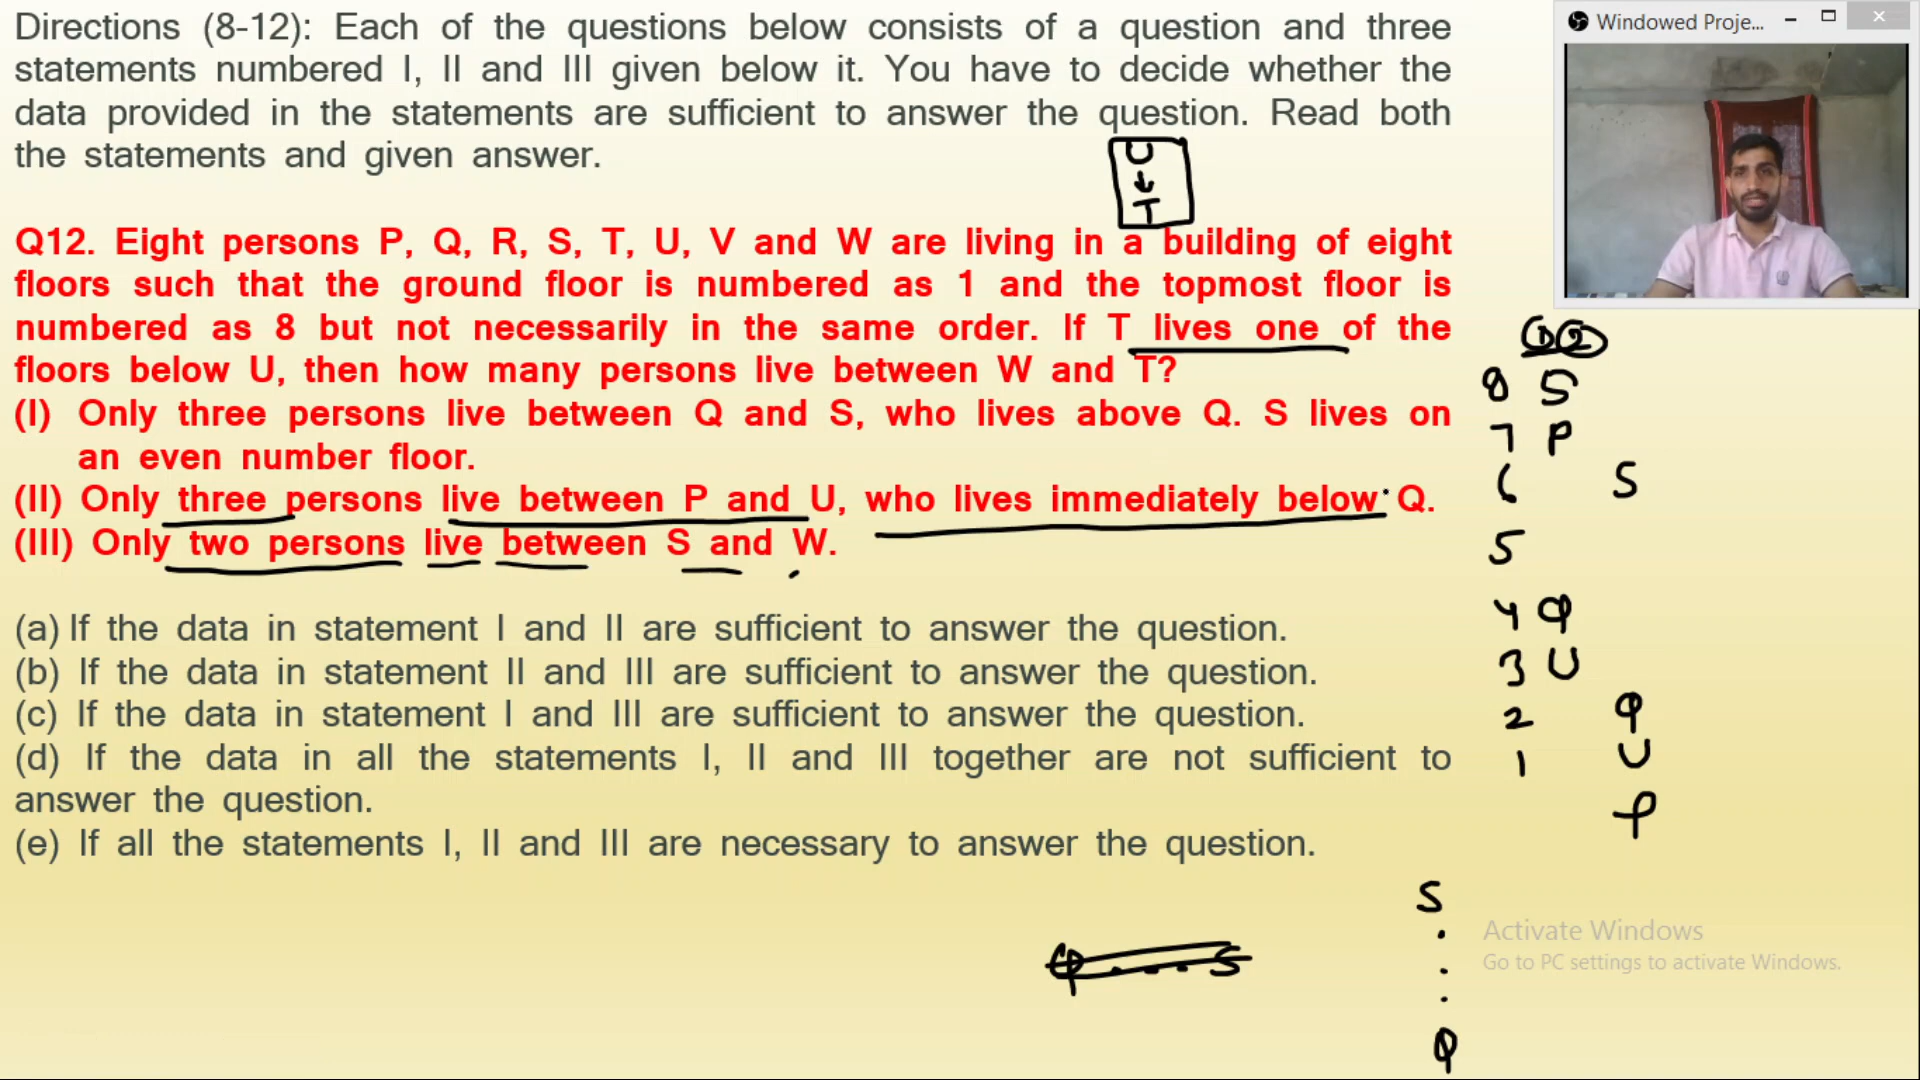 Directions (8-12): Each of the questions below consists of a question and three
statements numbered I, II and III given below it. You have to decide whether the
data provided in the statements are sufficient to answer the question. Read both
the statements and given answer.
Windowed Proje...
U
↓
T
Q12. Eight persons P, Q, R, S, T, U, V and W are living in a building of eight
floors such that the ground floor is numbered as 1 and the topmost floor is
numbered as 8 but not necessarily in the same order. If T lives one of the
floors below U, then how many persons live between W and T?
(I) Only three persons live between Q and S, who lives above Q. S lives on
an even number floor.
(II) Only three persons live between P and U, who lives immediately below Q.
(III) Only two persons live between S and W.
(a) If the data in statement I and II are sufficient to answer the question.
(b) If the data in statement II and III are sufficient to answer the question.
(c) If the data in statement I and III are sufficient to answer the question.
(d) If the data in all the statements I, II and III together are not sufficient to
answer the question.
(e) If all the statements I, II and III are necessary to answer the question.
1 2
8 S
7 P
6 S
5
4 Q
3 U
2 Q
1 U
P
S
.
.
.
Q
Q . . . S
Activate Windows
Go to PC settings to activate Windows.